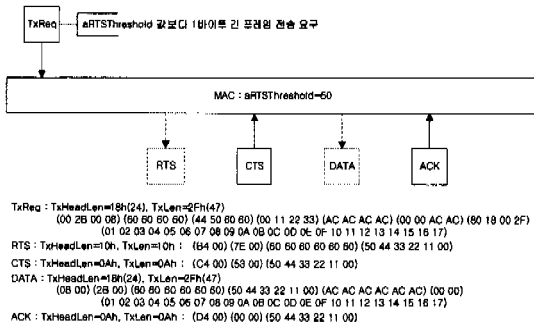 TxReq
aRTSThreshold 값보다 1바이투 긴 푸레임 전송 요구
MAC : aRTSThreshold=50
RTS
CTS
DATA
ACK
TxReg : TxHeadLen=18h(24), TxLen=2Fh(47)
(00 2B 00 08) (60 60 60 60) (44 50 60 60) (00 11 22 33) (AC AC AC AC) (00 00 AC AC) (80 18 00 2F)
(01 02 03 04 05 06 07 08 09 0A 0B 0C 0D 0E 0F 10 11 12 13 14 15 16 17)
RTS : TxHeadLen=10h, TxLen=10h : (B4 00) (7E 00) (60 60 60 60 60 60) (50 44 33 22 11 00)
CTS : TxHeadLen=0Ah, TxLen=0Ah : (C4 00) (53 00) (50 44 33 22 11 00)
DATA : TxHeadLen=18h(24), TxLen=2Fh(47)
(08 00) (2B 00) (60 60 60 60 60 60) (50 44 33 22 11 00) (AC AC AC AC AC AC) (00 00)
(01 02 03 04 05 06 07 08 09 0A 0B 0C 0D 0E 0F 10 11 12 13 14 15 16 17)
ACK : TxHeadLen=0Ah, TxLen=0Ah : (D4 00) (00 00) (50 44 33 22 11 00)